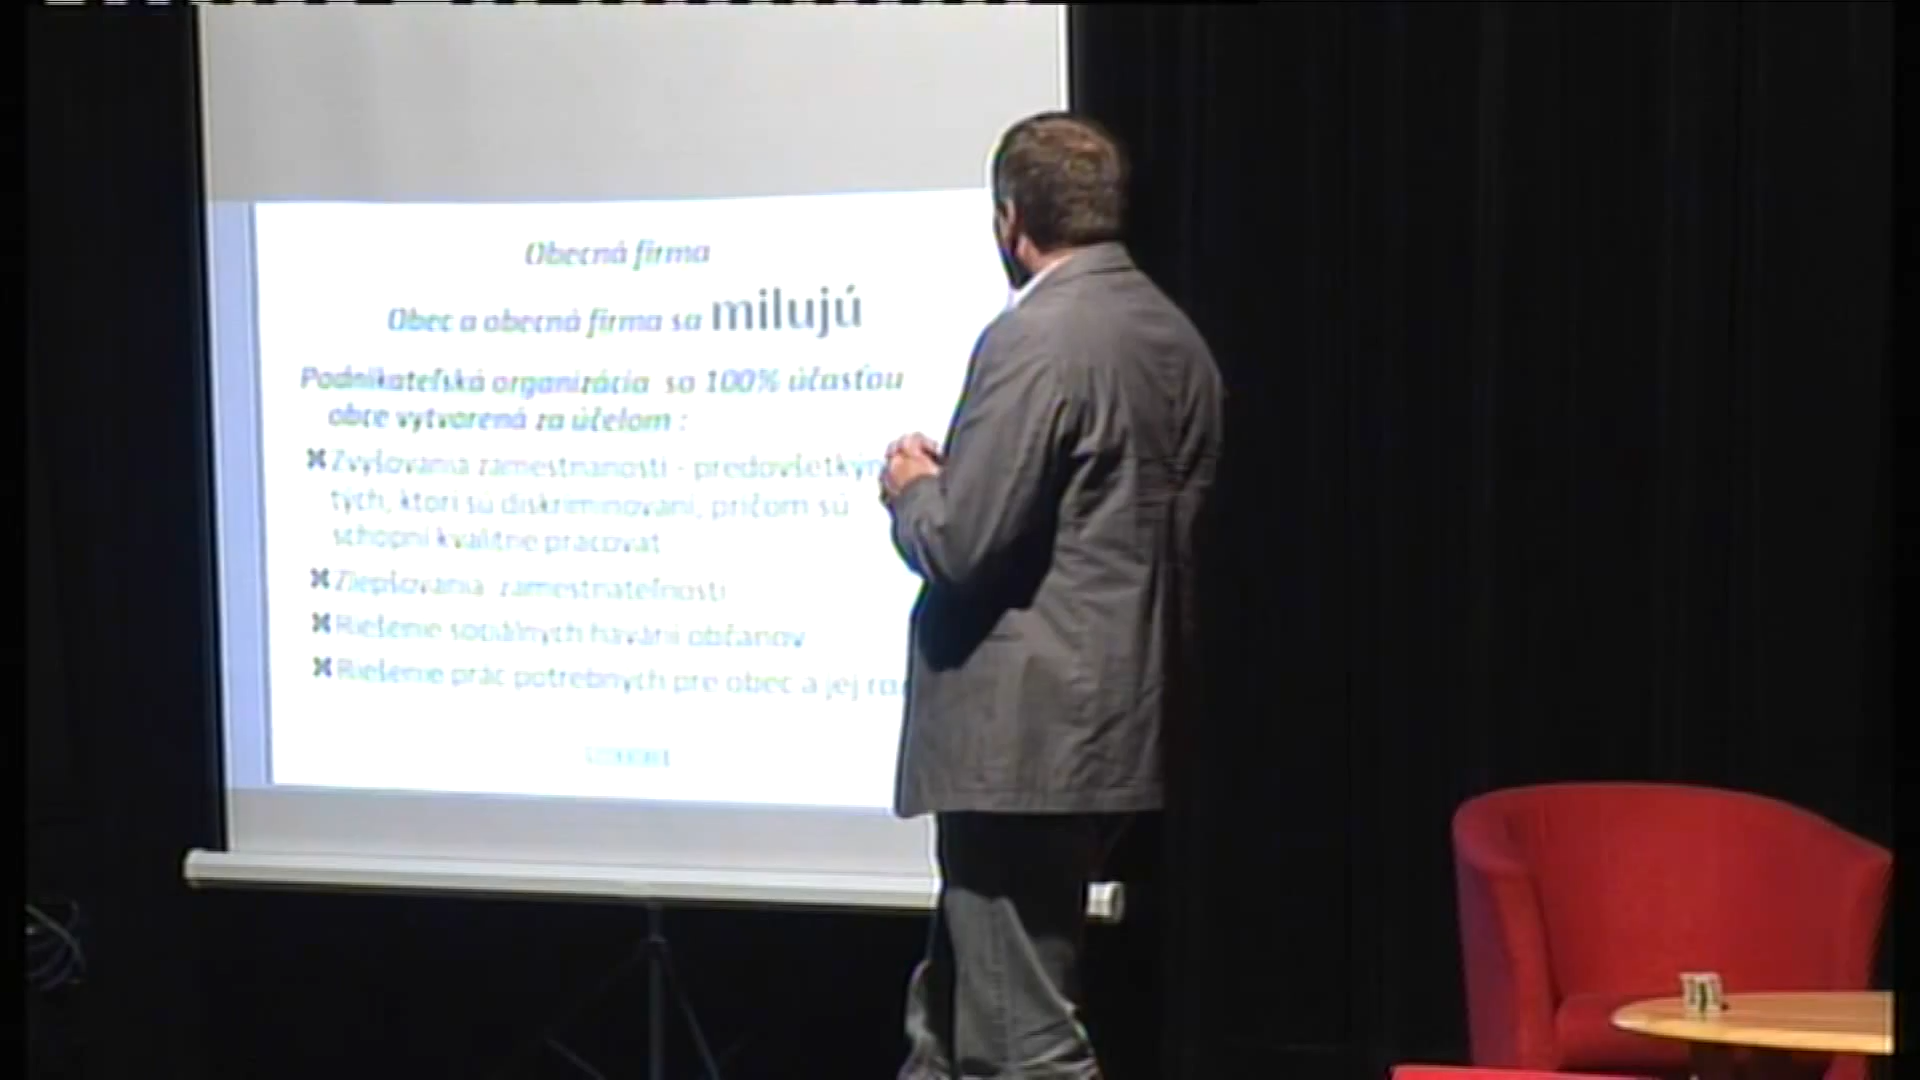 Obecná firma
Obec a obecná firma sa milujú
Podnikateľská organizácia so 100% účasťou
obce vytvorená za účelom :
Zvyšovania zamestnanosti - predovšetkým
tých, ktorí sú diskriminovaní, pričom sú
schopní kvalitne pracovať
Zlepšovania zamestnateľnosti
Riešenie sociálnych havárií občanov
Riešenie prác potrebných pre obec a jej